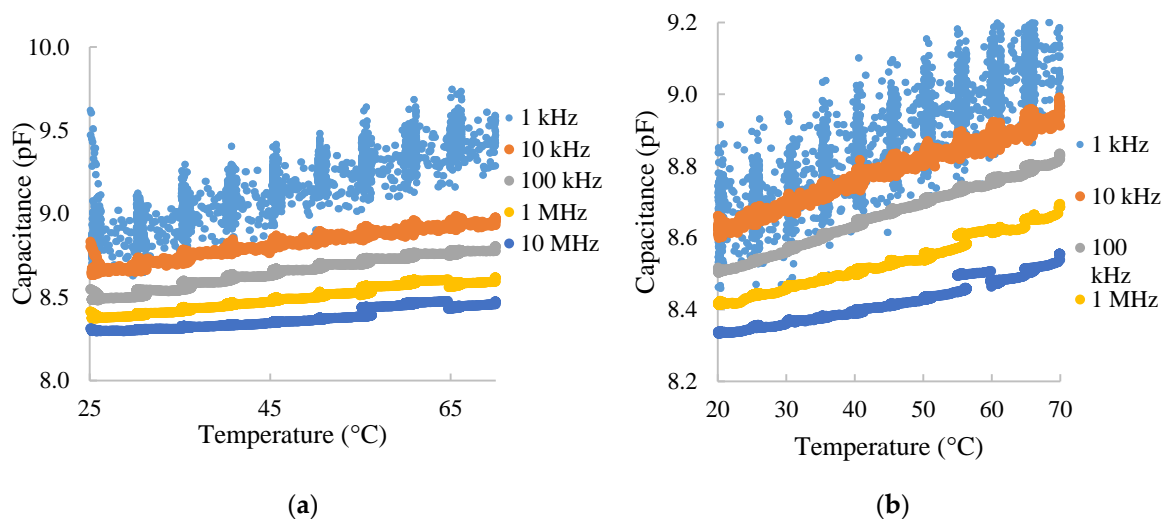 10.0
9.5
9.0
8.5
8.0
Capacitance (pF)
25
45
65
Temperature (°C)
1 kHz
10 kHz
100 kHz
1 MHz
10 MHz
(a)
9.2
9.0
8.8
8.6
8.4
8.2
Capacitance (pF)
20
30
40
50
60
70
Temperature (°C)
1 kHz
10 kHz
100
kHz
1 MHz
(b)